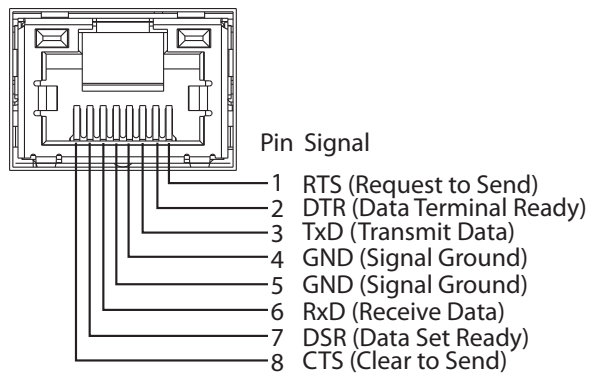 Pin Signal
1 RTS (Request to Send)
2 DTR (Data Terminal Ready)
3 TxD (Transmit Data)
4 GND (Signal Ground)
5 GND (Signal Ground)
6 RxD (Receive Data)
7 DSR (Data Set Ready)
8 CTS (Clear to Send)